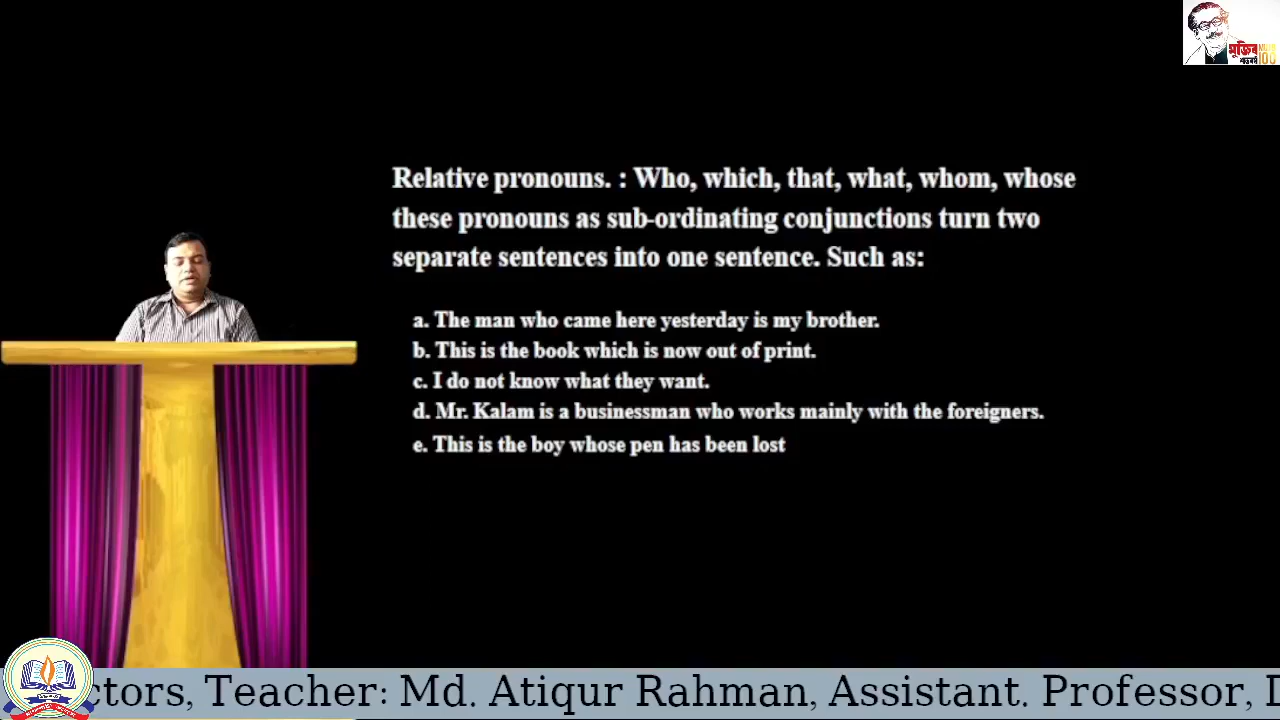 মুজিব MUJIB
শতবর্ষ 100
Relative pronouns. : Who, which, that, what, whom, whose
these pronouns as sub-ordinating conjunctions turn two
separate sentences into one sentence. Such as:
a. The man who came here yesterday is my brother.
b. This is the book which is now out of print.
c. I do not know what they want.
d. Mr. Kalam is a businessman who works mainly with the foreigners.
e. This is the boy whose pen has been lost
ctors, Teacher: Md. Atiqur Rahman, Assistant. Professor, D